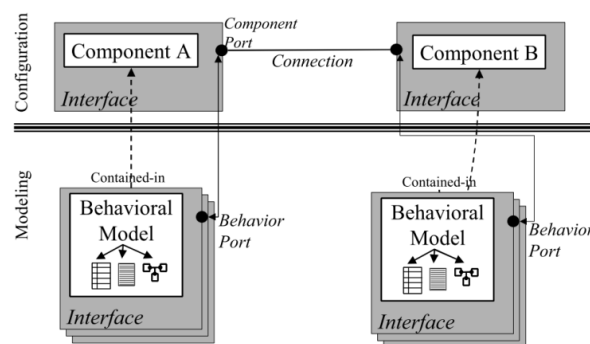 Configuration
Component A
Interface
Component
Port
Connection
Component B
Interface
Modeling
Contained-in
Behavioral
Model
Interface
Behavior
Port
Contained-in
Behavioral
Model
Interface
Behavior
Port